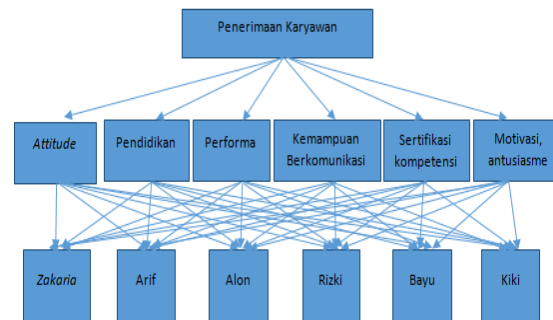 Penerimaan Karyawan
Attitude
Pendidikan
Performa
Kemampuan
Berkomunikasi
Sertifikasi
kompetensi
Motivasi,
antusiasme
Zakaria
Arif
Alon
Rizki
Bayu
Kiki